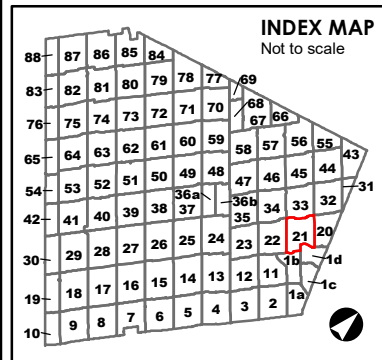 INDEX MAP
Not to scale
88 87 86 85 84
83 82 81 80 79 78 77 69
76 75 74 73 72 71 70 68 67 66
65 64 63 62 61 60 59 58 57 56 55 43
54 53 52 51 50 49 48 47 46 45 44 31
42 41 40 39 38 37 36a 36b 35 34 33 32
30 29 28 27 26 25 24 23 22 21 20
19 18 17 16 15 14 13 12 11 1b 1d
10 9 8 7 6 5 4 3 2 1a 1c